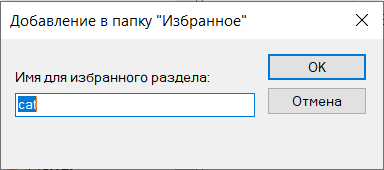 Добавление в папку "Избранное"
Имя для избранного раздела:
OK
cat
Отмена